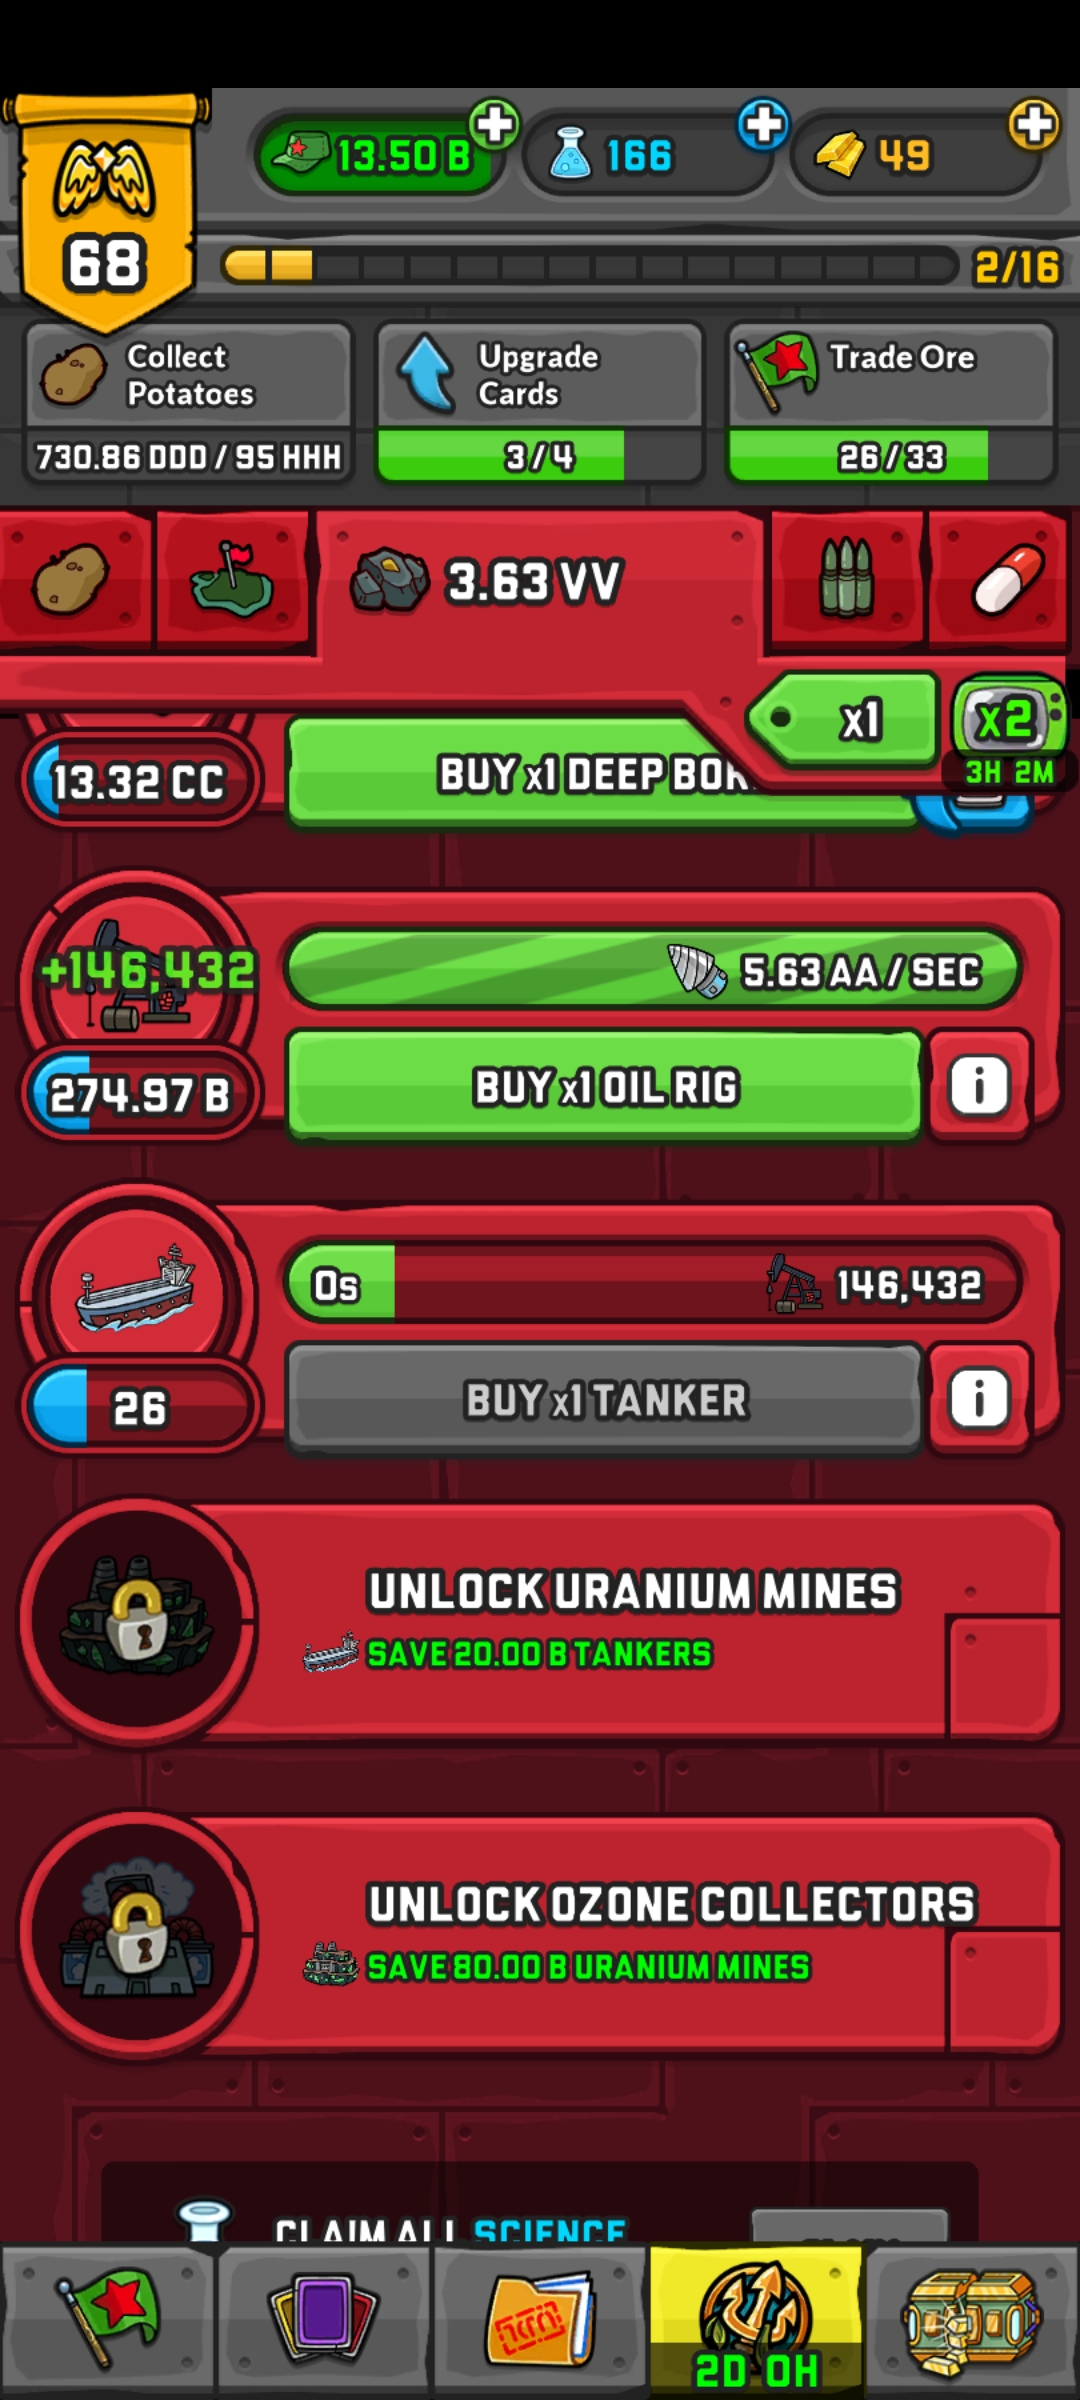 13.50 B
166
49
68
2/16
Collect
Potatoes
Upgrade
Cards
Trade Ore
730.86 DDD / 95 HHH
3/4
26/33
3.63 VV
x1
x2
3H 2M
13.32 CC
BUY x1 DEEP
+146,432
5.63 AA / SEC
274.97 B
BUY x1 OIL RIG
0s
146,432
26
BUY x1 TANKER
UNLOCK URANIUM MINES
SAVE 20.00 B TANKERS
UNLOCK OZONE COLLECTORS
SAVE 80.00 B URANIUM MINES
CLAIM ALL SCIENCE
2D 0H